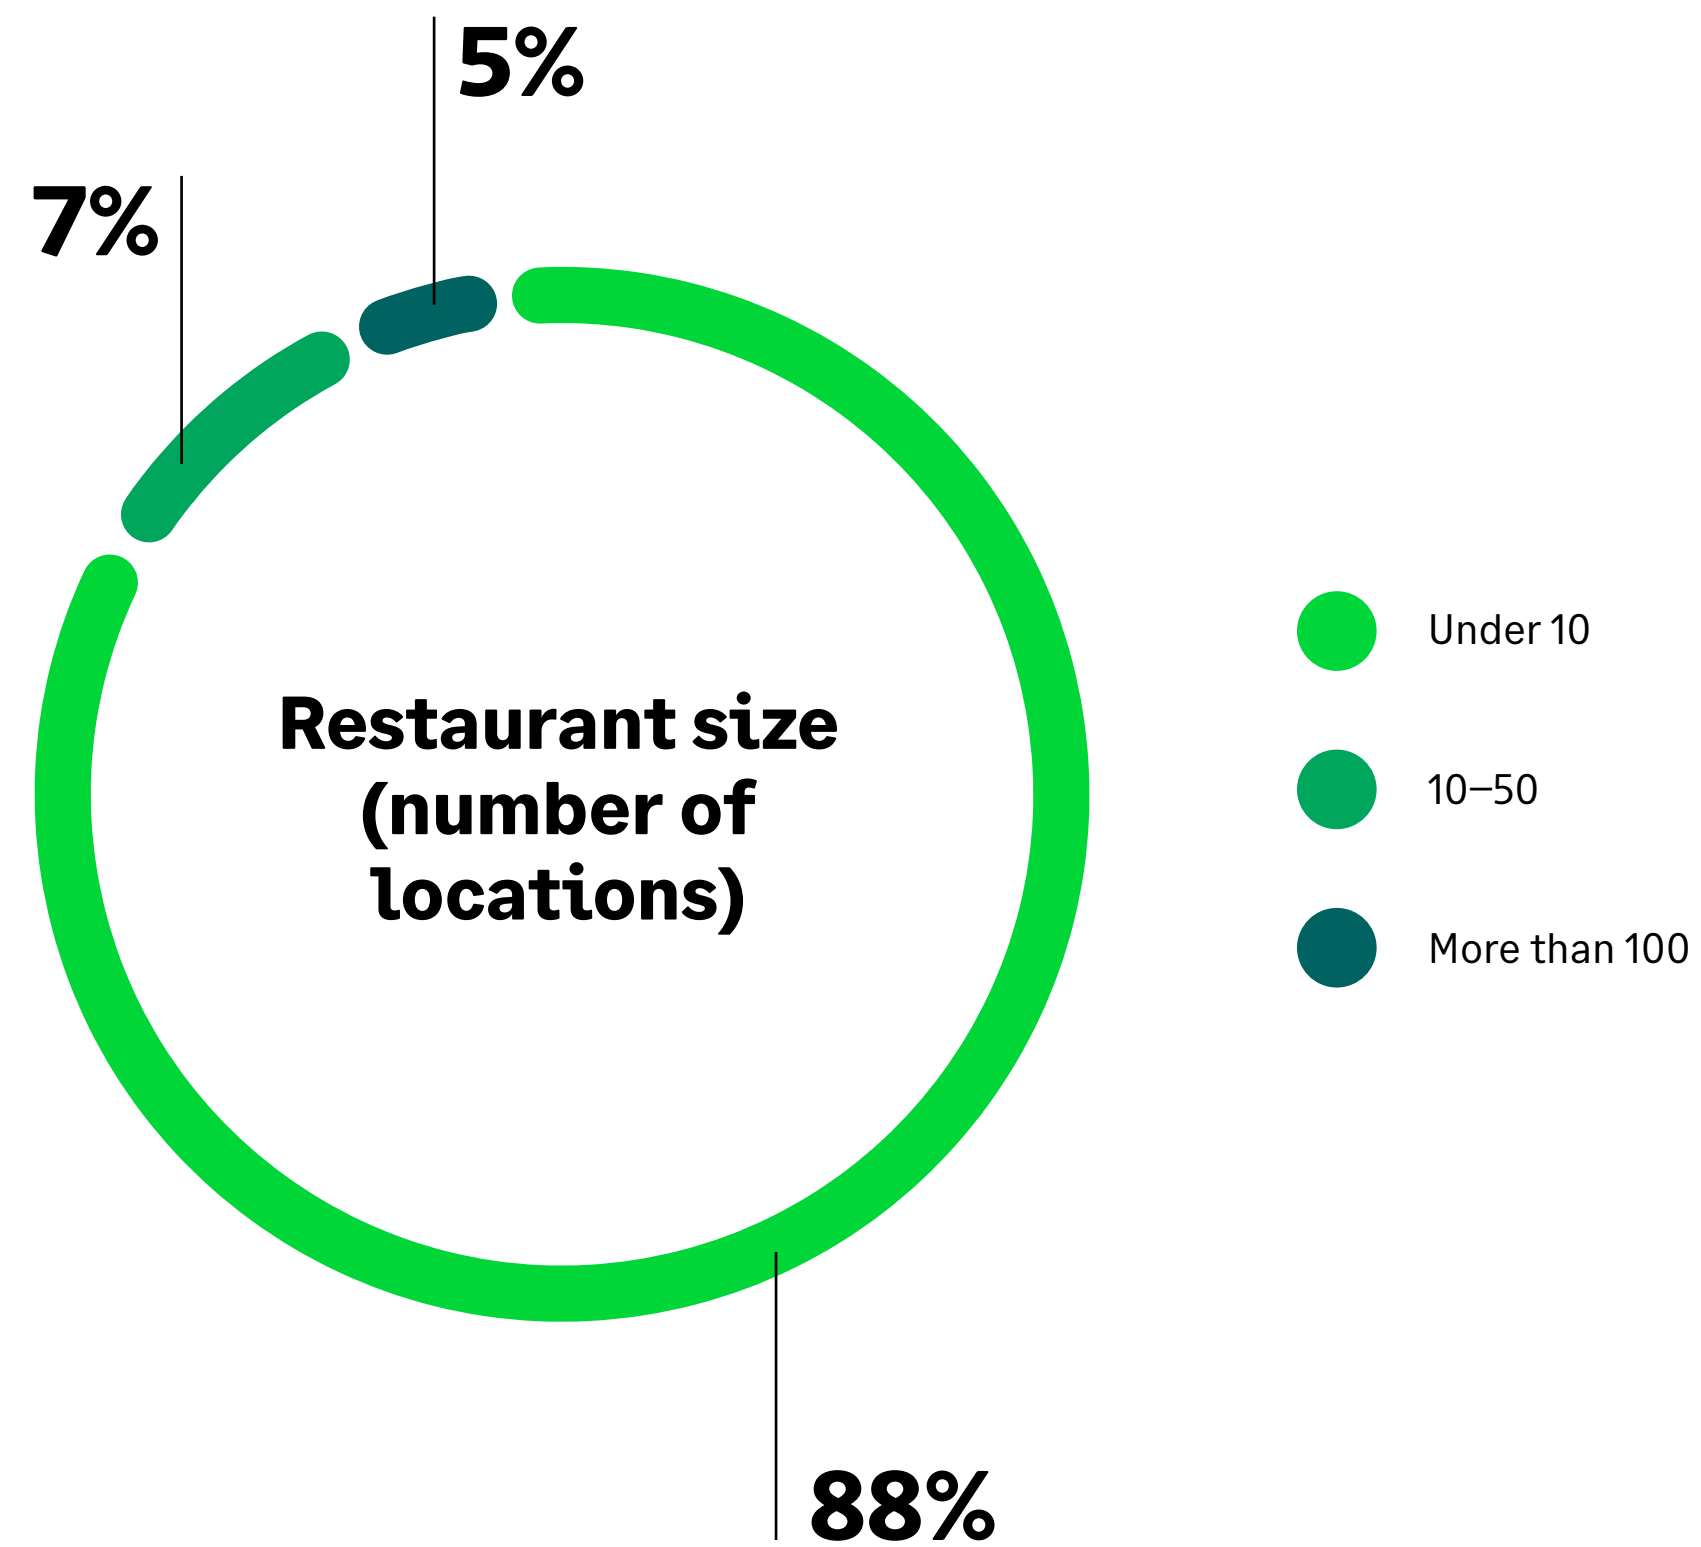 5%
7%
Restaurant size
(number of
locations)
Under 10
10–50
More than 100
88%